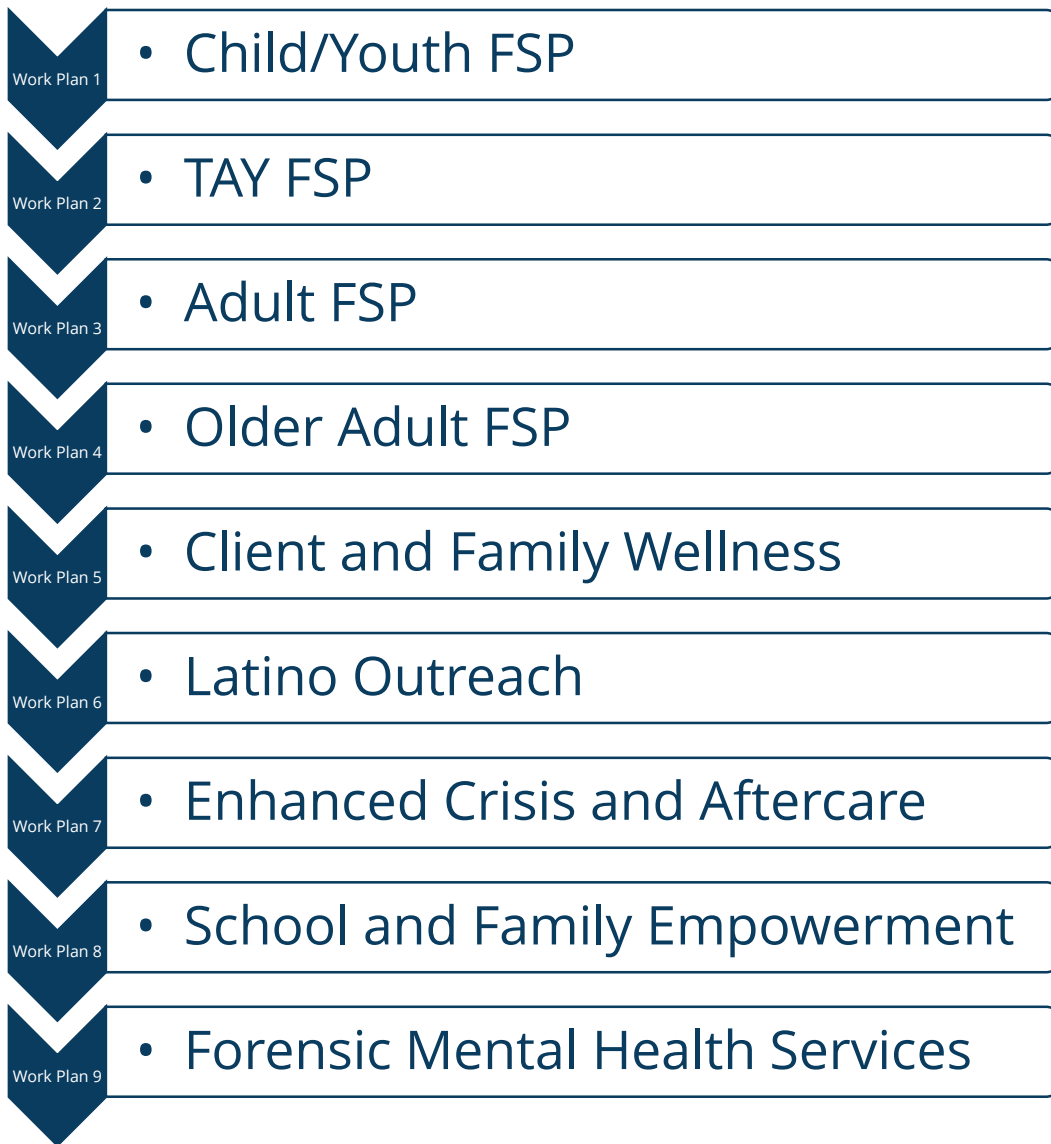 Work Plan 1
• Child/Youth FSP
Work Plan 2
• TAY FSP
Work Plan 3
• Adult FSP
Work Plan 4
• Older Adult FSP
Work Plan 5
• Client and Family Wellness
Work Plan 6
• Latino Outreach
Work Plan 7
• Enhanced Crisis and Aftercare
Work Plan 8
• School and Family Empowerment
Work Plan 9
• Forensic Mental Health Services